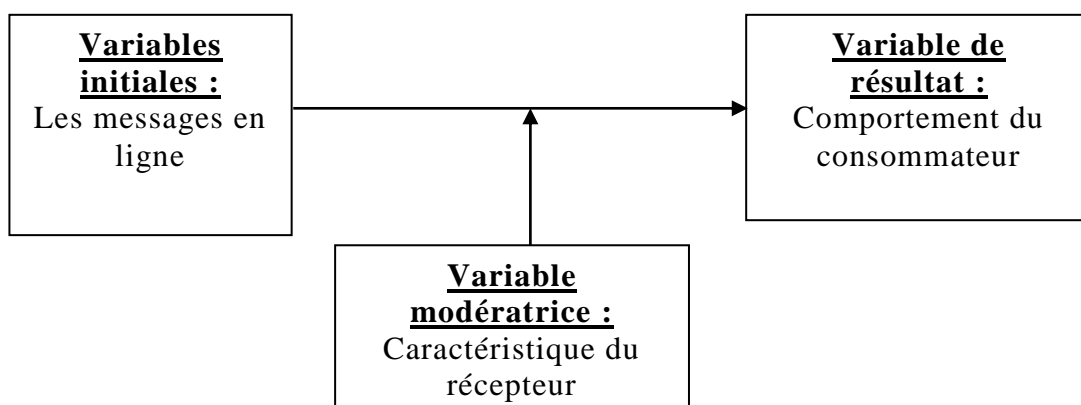 Variables
initiales :
Les messages en
ligne
Variable de
résultat :
Comportement du
consommateur
Variable
modératrice :
Caractéristique du
récepteur